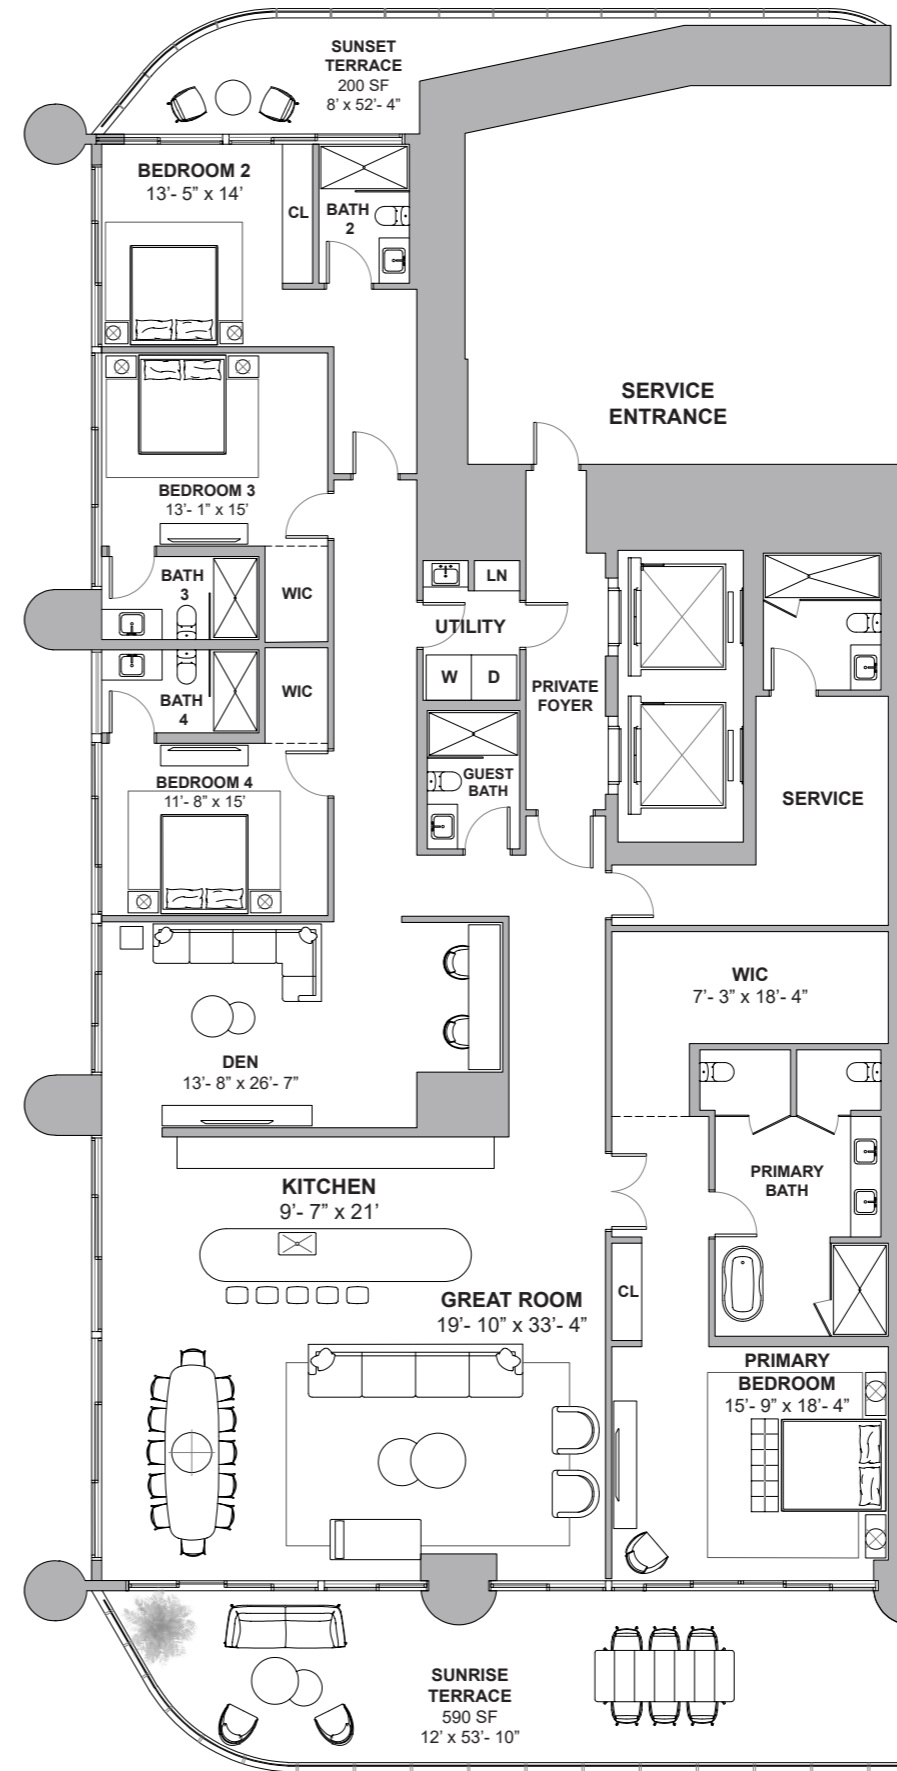 SUNSET
TERRACE
200 SF
8’ x 52’- 4”
BEDROOM 2
13’- 5” x 14’
CL
BATH
2
SERVICE
ENTRANCE
BEDROOM 3
13’- 1” x 15’
BATH
3
WIC
LN
UTILITY
W
D
WIC
BATH
4
PRIVATE
FOYER
GUEST
BATH
BEDROOM 4
11’- 8” x 15’
SERVICE
WIC
7’- 3” x 18’- 4”
DEN
13’- 8” x 26’- 7”
KITCHEN
9’- 7” x 21’
PRIMARY
BATH
CL
GREAT ROOM
19’- 10” x 33’- 4”
PRIMARY
BEDROOM
15’- 9” x 18’- 4”
SUNRISE
TERRACE
590 SF
12’ x 53’- 10”